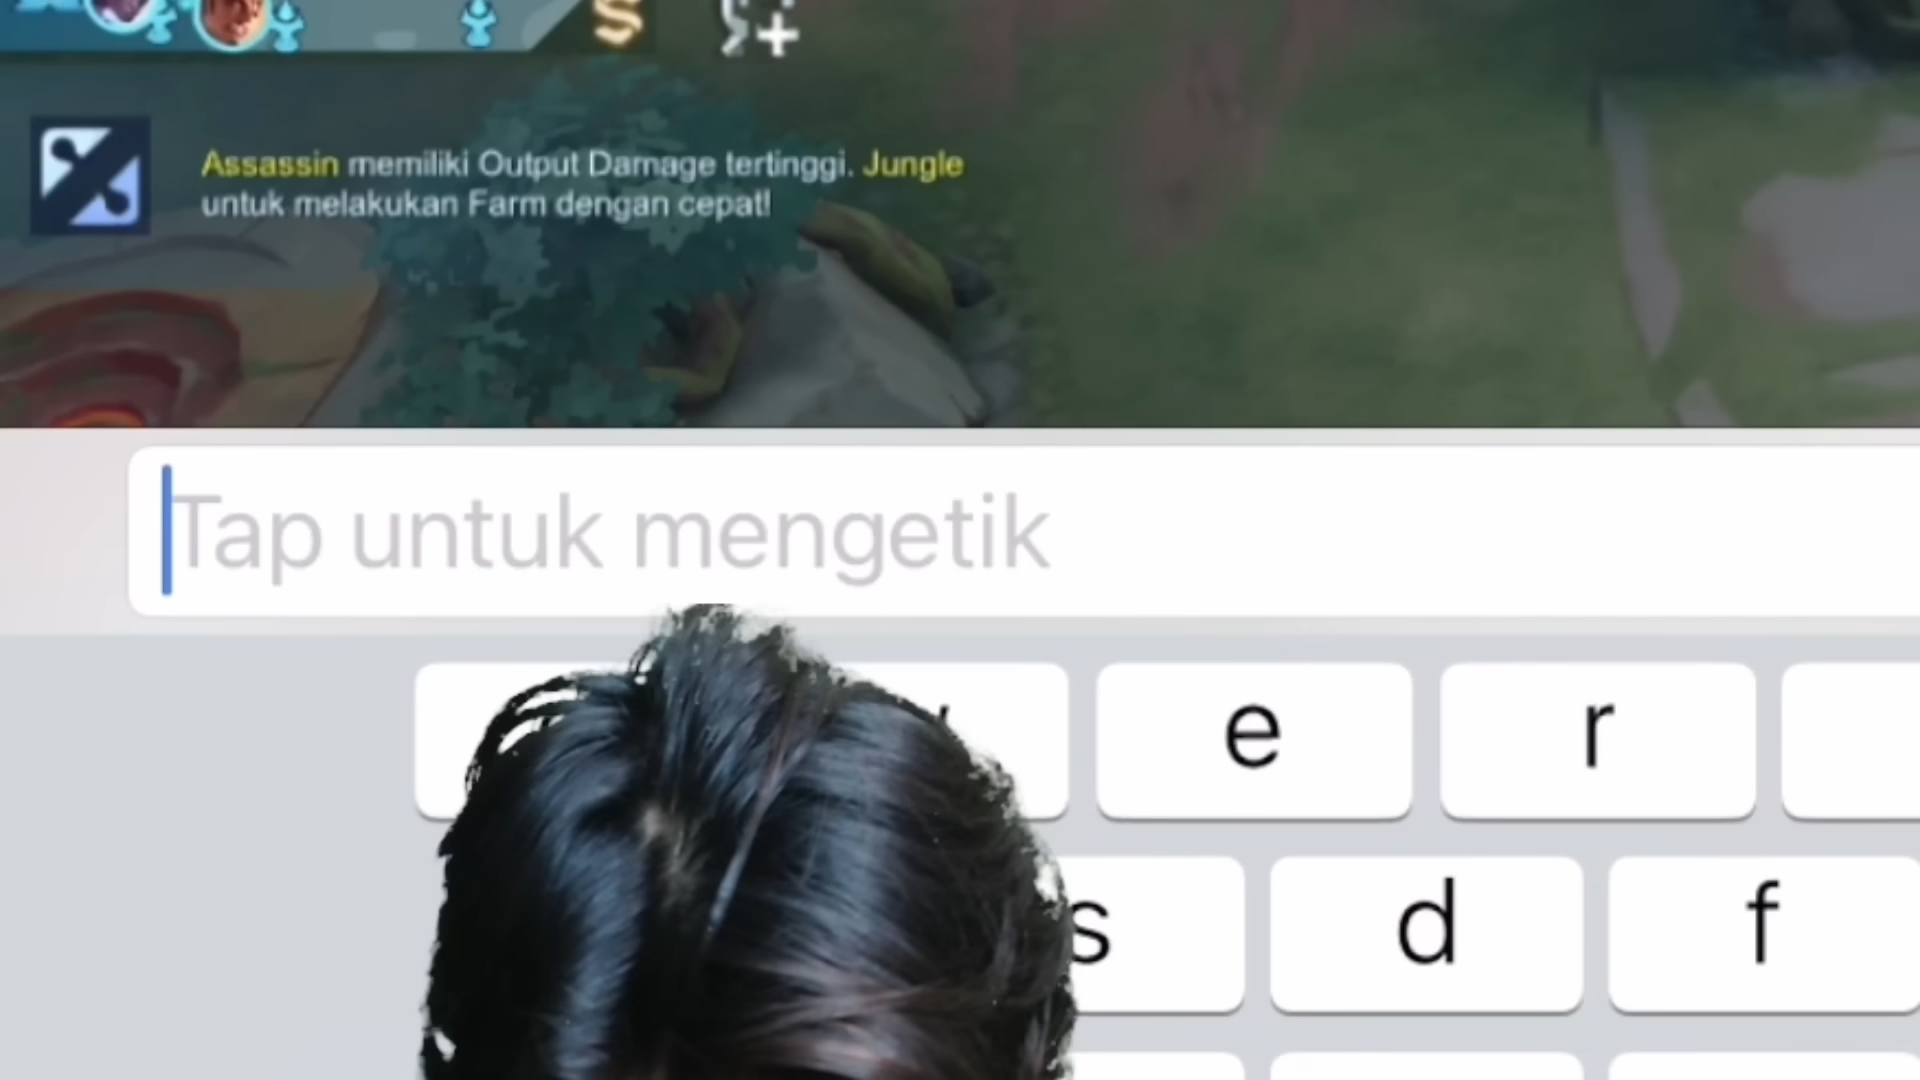 S
Assassin memiliki Output Damage tertinggi. Jungle
untuk melakukan Farm dengan cepat!
Tap untuk mengetik
e r
s d f